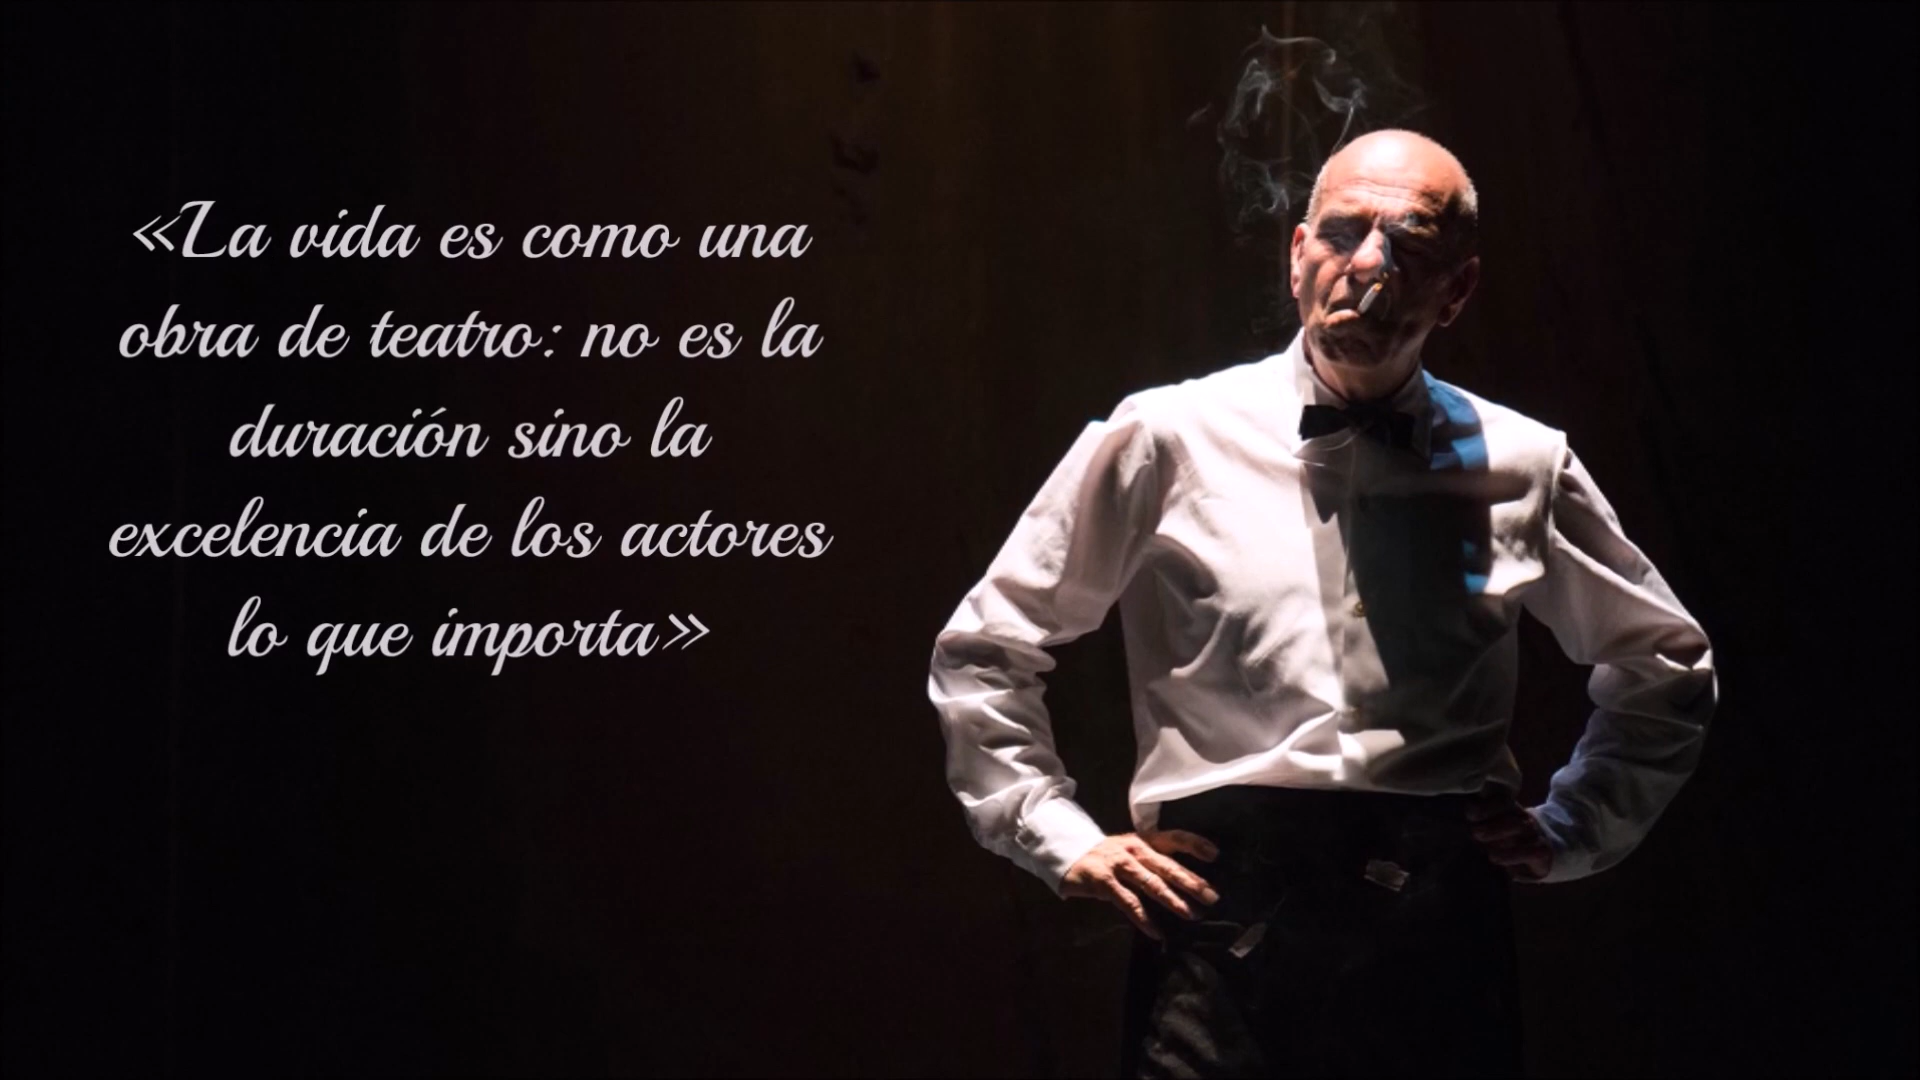 «La vida es como una
obra de teatro: no es la
duración sino la
excelencia de los actores
lo que importa»